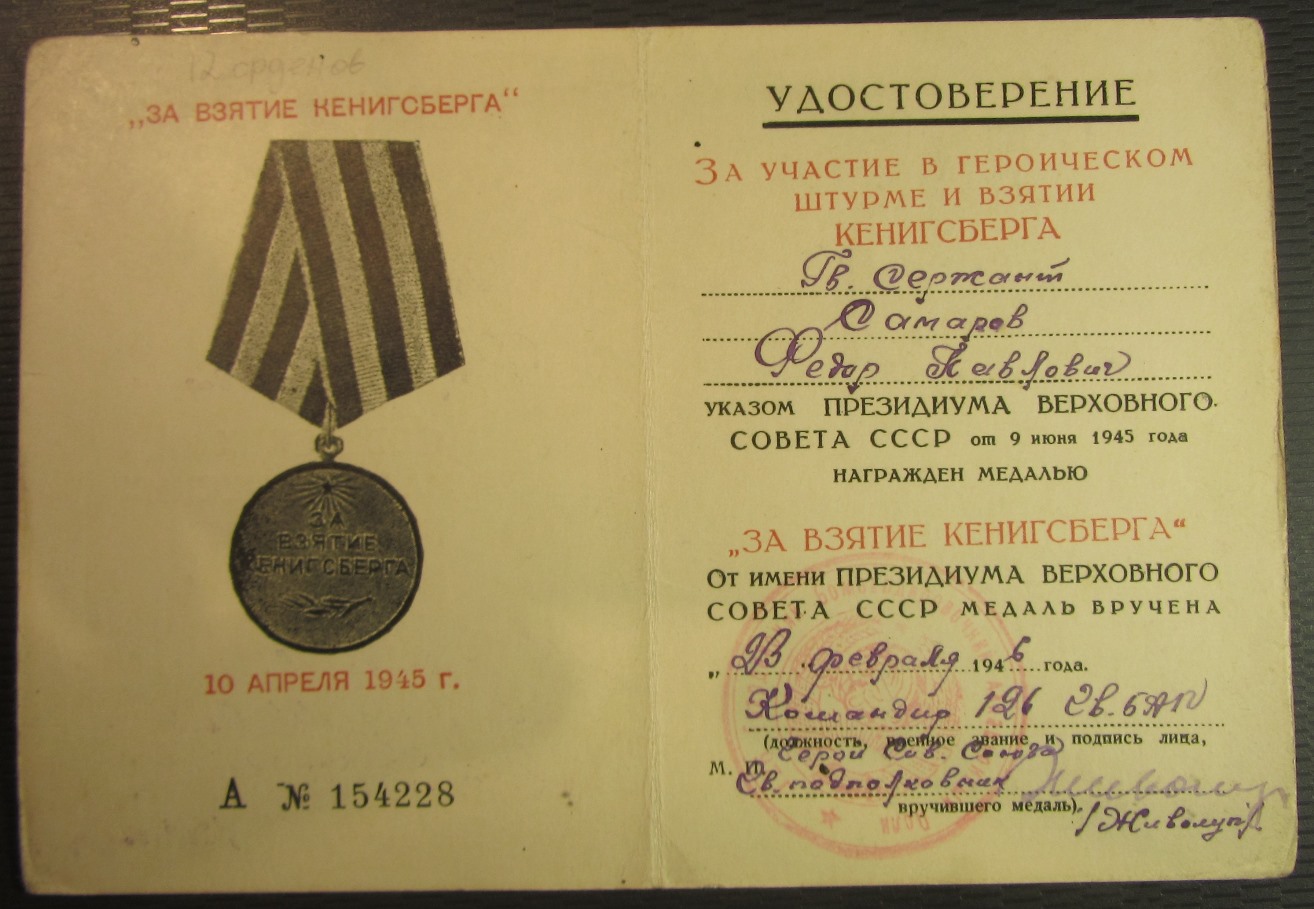 12 орденов
„ЗА ВЗЯТИЕ КЕНИГСБЕРГА“
ЗА
ВЗЯТИЕ
КЕНИГСБЕРГА
10 АПРЕЛЯ 1945 г.
А № 154228
УДОСТОВЕРЕНИЕ
ЗА УЧАСТИЕ В ГЕРОИЧЕСКОМ
ШТУРМЕ И ВЗЯТИИ
КЕНИГСБЕРГА
Гв. Сержант
Самаров
Федор Павлович
УКАЗОМ ПРЕЗИДИУМА ВЕРХОВНОГО
СОВЕТА СССР от 9 июня 1945 года
НАГРАЖДЕН МЕДАЛЬЮ
„ЗА ВЗЯТИЕ КЕНИГСБЕРГА“
От имени ПРЕЗИДИУМА ВЕРХОВНОГО
СОВЕТА СССР МЕДАЛЬ ВРУЧЕНА
„23 февраля 1946 года.
Командир 126 Гв. БАП
(должность, военное звание и подпись лица,
Герой Сов. Союза
М. П.
Гв. подполковник
вручившего медаль)